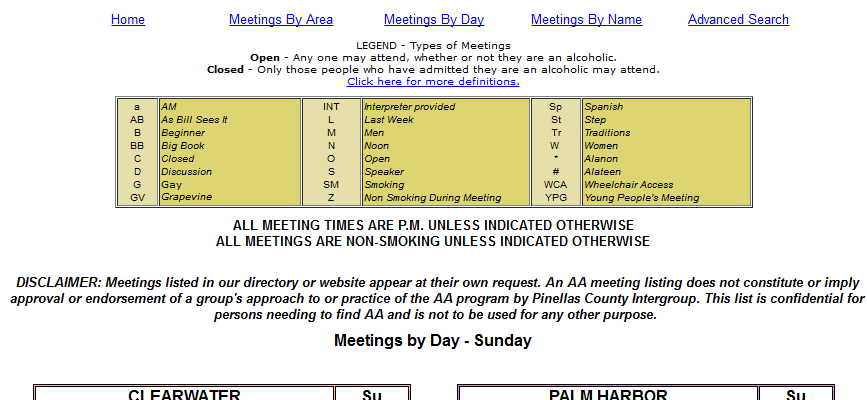 Home Meetings By Area Meetings By Day Meetings By Name Advanced Search
LEGEND - Types of Meetings
Open - Any one may attend, whether or not they are an alcoholic.
Closed - Only those people who have admitted they are an alcoholic may attend.
Click here for more definitions.
a AM INT Interpreter provided Sp Spanish
AB As Bill Sees It L Last Week St Step
B Beginner M Men Tr Traditions
BB Big Book N Noon W Women
C Closed O Open * Alanon
D Discussion S Speaker # Alateen
G Gay SM Smoking WCA Wheelchair Access
GV Grapevine Z Non Smoking During Meeting YPG Young People's Meeting
ALL MEETING TIMES ARE P.M. UNLESS INDICATED OTHERWISE
ALL MEETINGS ARE NON-SMOKING UNLESS INDICATED OTHERWISE
DISCLAIMER: Meetings listed in our directory or website appear at their own request. An AA meeting listing does not constitute or imply
approval or endorsement of a group's approach to or practice of the AA program by Pinellas County Intergroup. This list is confidential for
persons needing to find AA and is not to be used for any other purpose.
Meetings by Day - Sunday
CLEARWATER Su PALM HARBOR Su